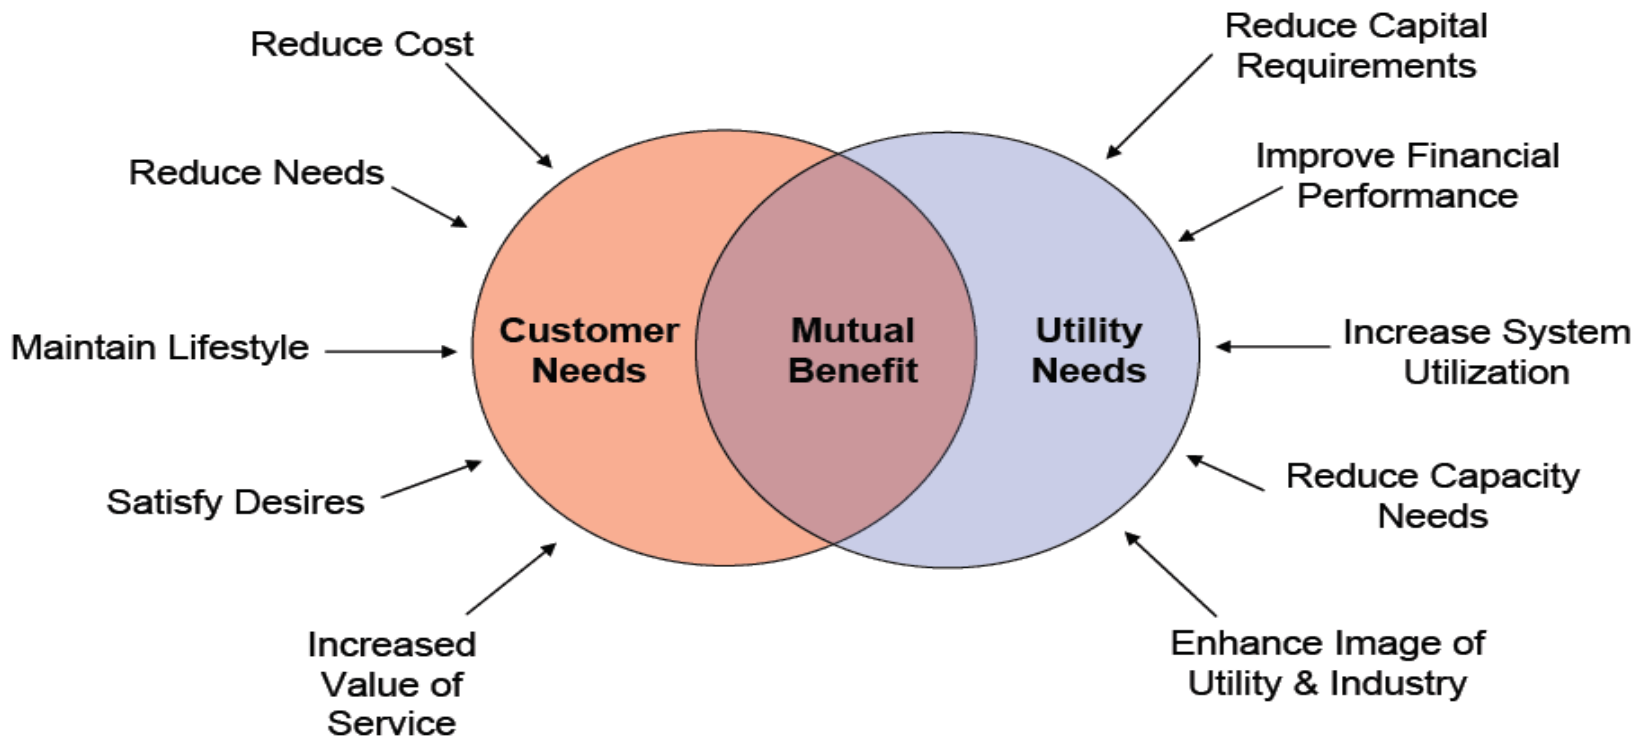 Reduce Cost
Reduce Needs
Maintain Lifestyle
Satisfy Desires
Increased
Value of
Service
Customer
Needs
Mutual
Benefit
Utility
Needs
Reduce Capital
Requirements
Improve Financial
Performance
Increase System
Utilization
Reduce Capacity
Needs
Enhance Image of
Utility & Industry